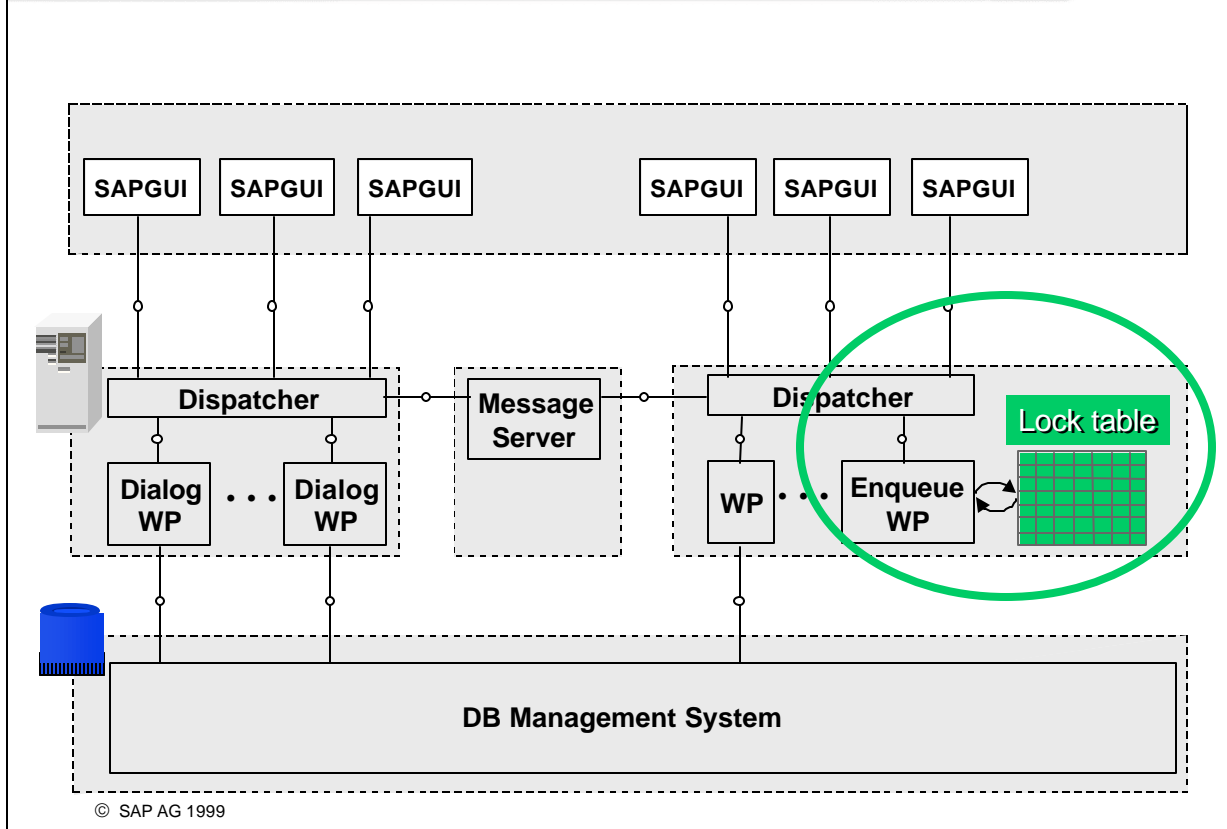 SAPGUI SAPGUI SAPGUI SAPGUI SAPGUI SAPGUI
Dispatcher
Message
Server
Dispatcher
Lock table
Dialog
WP
. . .
Dialog
WP
WP
. . .
Enqueue
WP
DB Management System
© SAP AG 1999